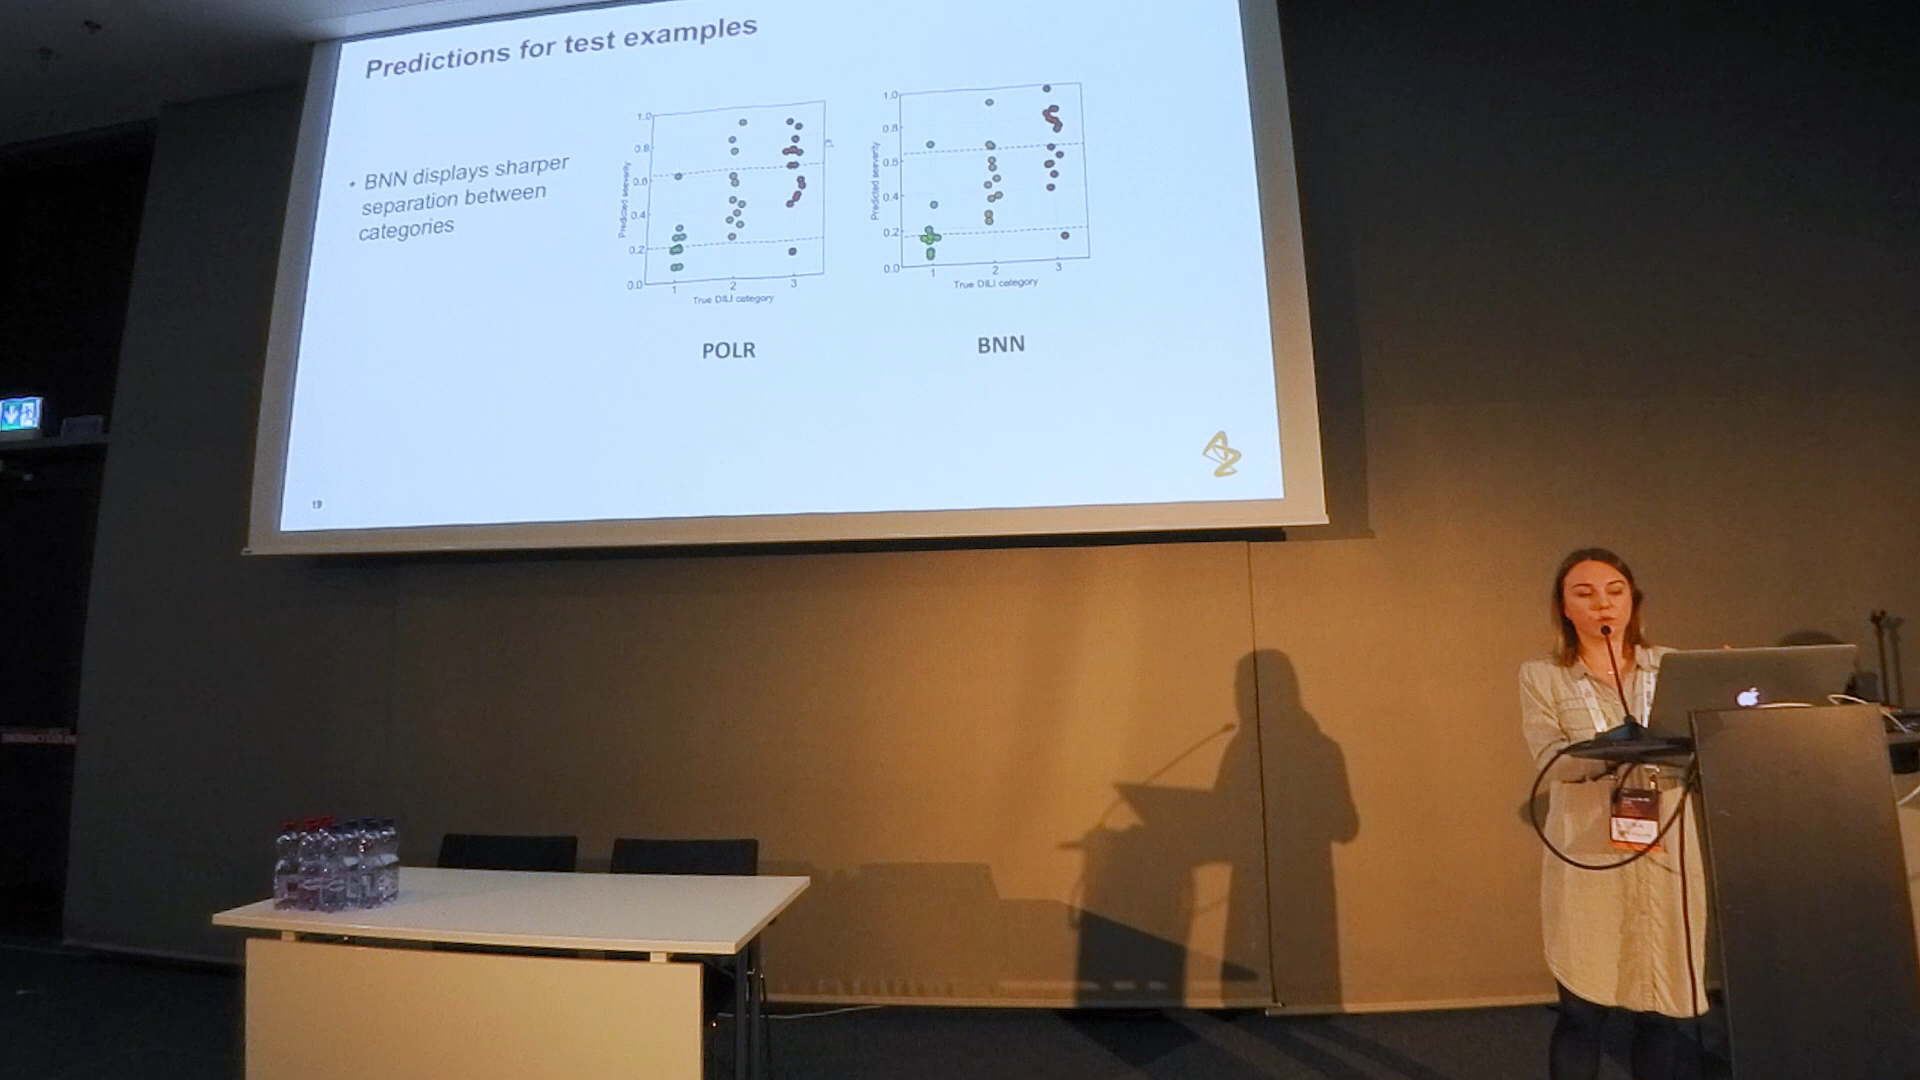 Predictions for test examples
• BNN displays sharper
separation between
categories
1.0
0.8
0.6
0.4
0.2
0.0
Predicted seeverity
1 2 3
True DILI category
POLR
1.0
0.8
0.6
0.4
0.2
0.0
Predicted seeverity
1 2 3
True DILI category
BNN
19